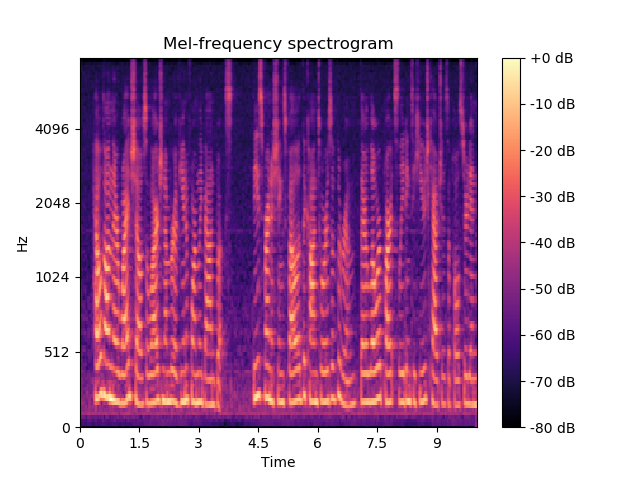 Mel-frequency spectrogram
Hz
4096
2048
1024
512
0
0 1.5 3 4.5 6 7.5 9
Time
+0 dB
-10 dB
-20 dB
-30 dB
-40 dB
-50 dB
-60 dB
-70 dB
-80 dB